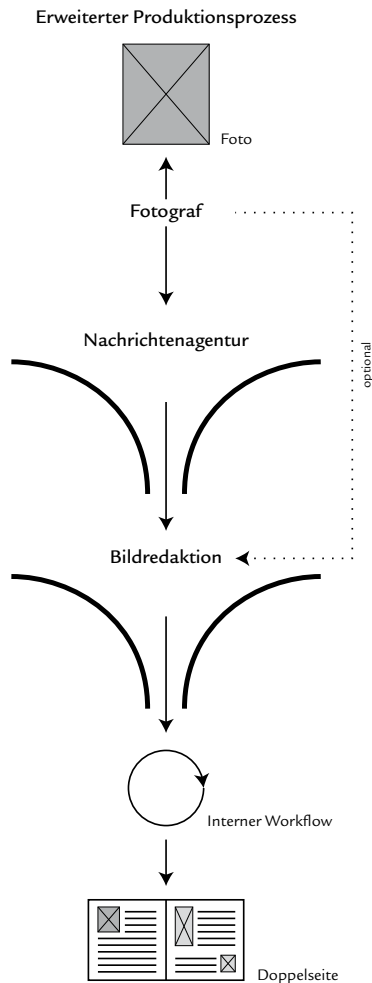 Erweiterter Produktionsprozess
Foto
Fotograf
Nachrichtenagentur
optional
Bildredaktion
Interner Workflow
Doppelseite